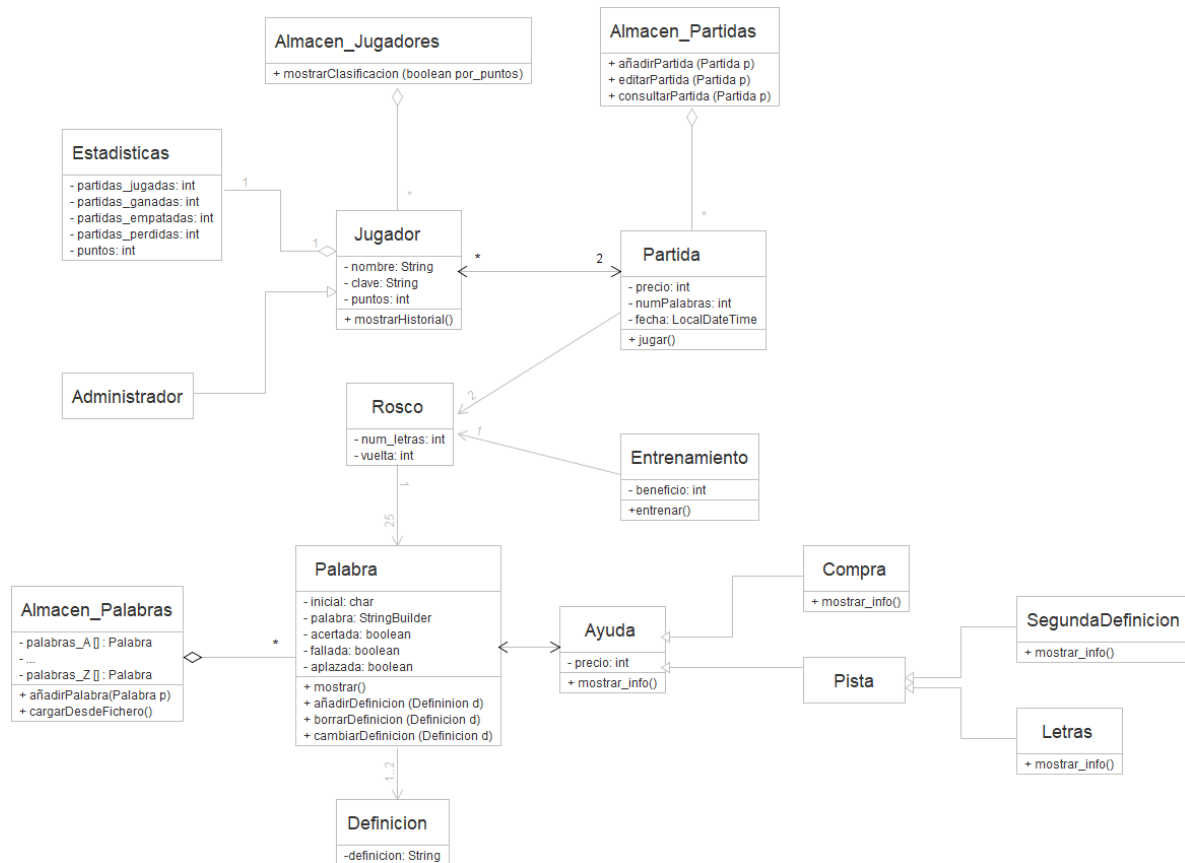 Almacen_Jugadores
+ mostrarClasificacion (boolean por_puntos)
Almacen_Partidas
+ añadirPartida (Partida p)
+ editarPartida (Partida p)
+ consultarPartida (Partida p)
Estadisticas
- partidas_jugadas: int
- partidas_ganadas: int
- partidas_empatadas: int
- partidas_perdidas: int
- puntos: int
1
1
*
*
Jugador
- nombre: String
- clave: String
- puntos: int
+ mostrarHistorial()
*
2
Partida
- precio: int
- numPalabras: int
- fecha: LocalDateTime
+ jugar()
Administrador
Rosco
- num_letras: int
- vuelta: int
2
1
Entrenamiento
- beneficio: int
+entrenar()
1
25
Almacen_Palabras
- palabras_A [] : Palabra
- ...
- palabras_Z [] : Palabra
+ añadirPalabra(Palabra p)
+ cargarDesdeFichero()
*
Palabra
- inicial: char
- palabra: StringBuilder
- acertada: boolean
- fallada: boolean
- aplazada: boolean
+ mostrar()
+ añadirDefinicion (Defininion d)
+ borrarDefinicion (Definicion d)
+ cambiarDefinicion (Definicion d)
Ayuda
- precio: int
+ mostrar_info()
Compra
+ mostrar_info()
Pista
SegundaDefinicion
+ mostrar_info()
Letras
+ mostrar_info()
1..2
Definicion
-definicion: String